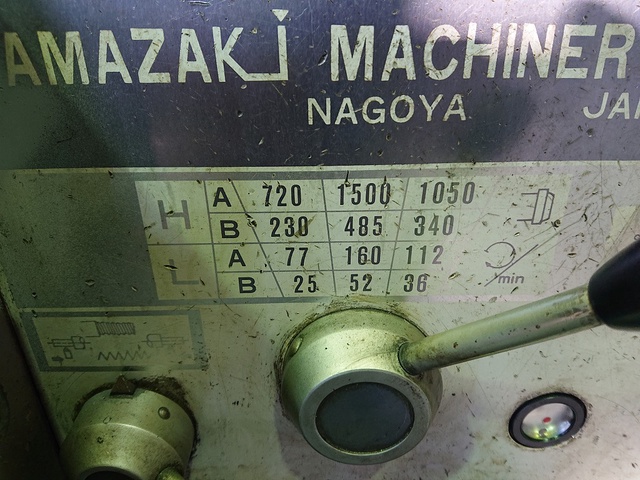 AMAZAKI MACHINER
NAGOYA JA
H A 720 1500 1050
B 230 485 340
L A 77 160 112
B 25 52 36
/min